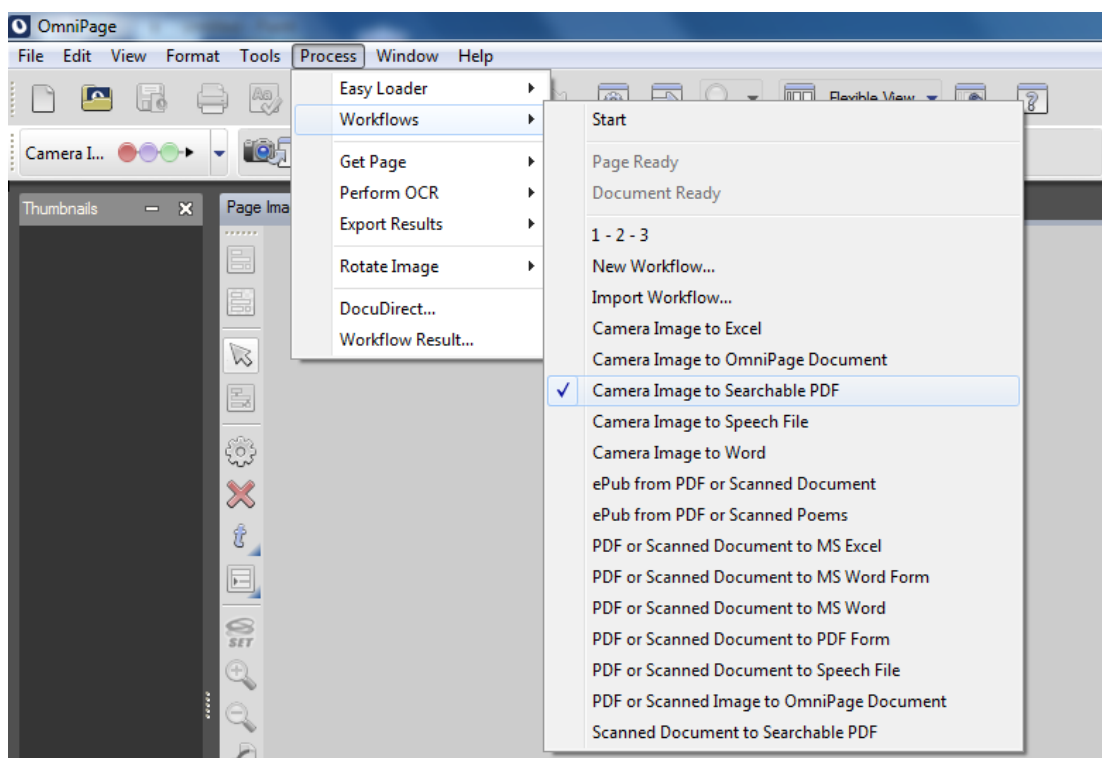 OmniPage
File Edit View Format Tools Process Window Help
Flexible View
Camera I...
Thumbnails
Page Ima
SET
Easy Loader
Workflows
Get Page
Perform OCR
Export Results
Rotate Image
DocuDirect...
Workflow Result...
Start
Page Ready
Document Ready
1 - 2 - 3
New Workflow...
Import Workflow...
Camera Image to Excel
Camera Image to OmniPage Document
Camera Image to Searchable PDF
Camera Image to Speech File
Camera Image to Word
ePub from PDF or Scanned Document
ePub from PDF or Scanned Poems
PDF or Scanned Document to MS Excel
PDF or Scanned Document to MS Word Form
PDF or Scanned Document to MS Word
PDF or Scanned Document to PDF Form
PDF or Scanned Document to Speech File
PDF or Scanned Image to OmniPage Document
Scanned Document to Searchable PDF